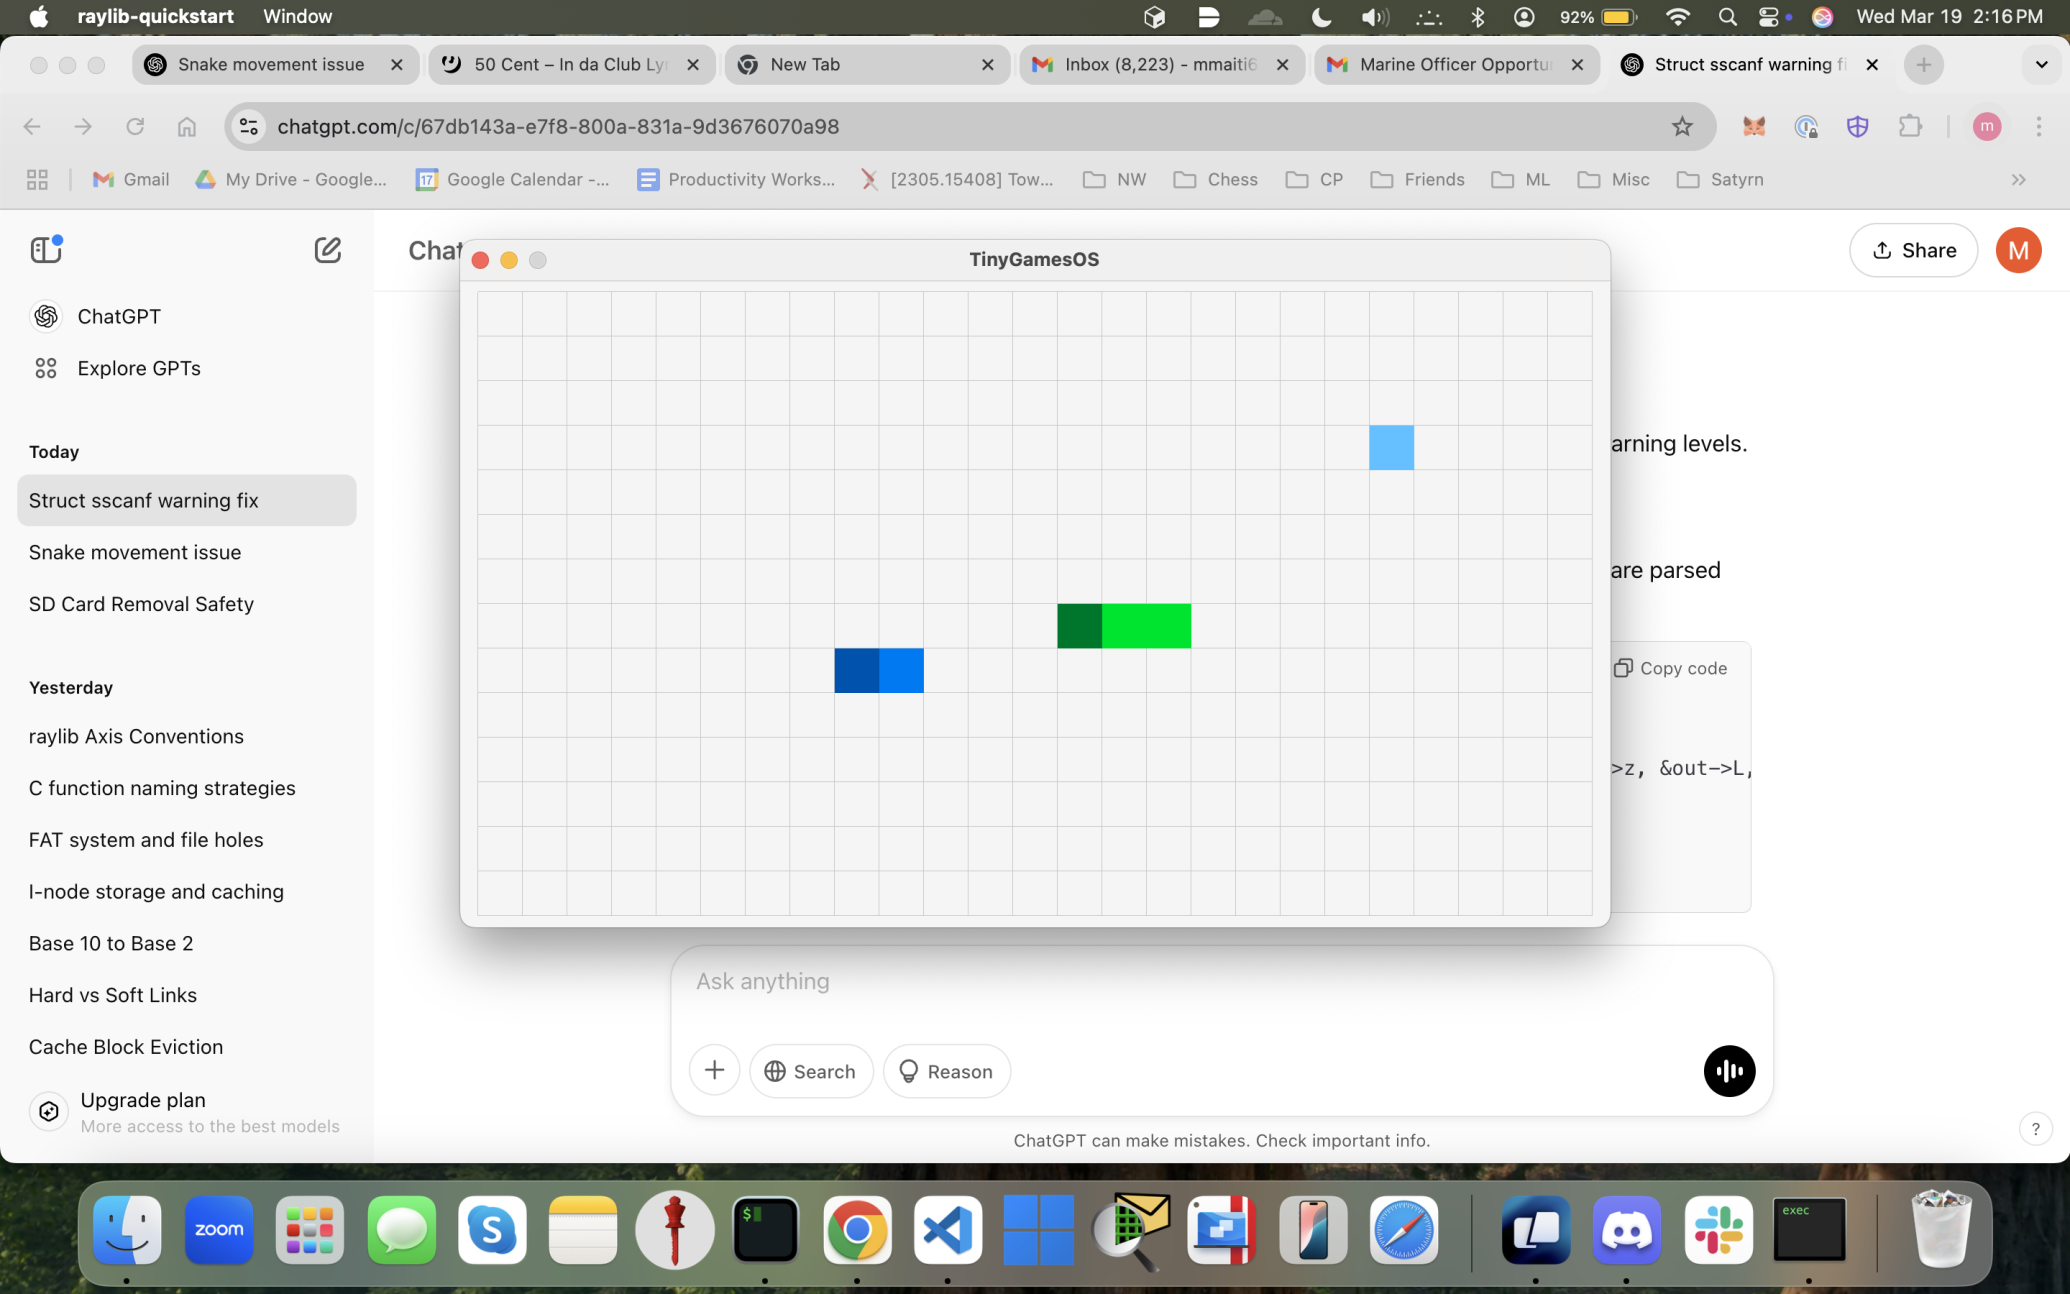 raylib-quickstart Window 92% Wed Mar 19 2:16 PM
Snake movement issue 50 Cent – In da Club Ly New Tab Inbox (8,223) - mmaiti6 Marine Officer Opportu Struct sscanf warning fi
chatgpt.com/c/67db143a-e7f8-800a-831a-9d3676070a98 m
Gmail My Drive - Google... 17 Google Calendar -... Productivity Works... [2305.15408] Tow... NW Chess CP Friends ML Misc Satyrn
Chat
TinyGamesOS
Share
M
ChatGPT
Explore GPTs
Today
Struct sscanf warning fix
Snake movement issue
SD Card Removal Safety
Yesterday
raylib Axis Conventions
C function naming strategies
FAT system and file holes
I-node storage and caching
Base 10 to Base 2
Hard vs Soft Links
Cache Block Eviction
Upgrade plan
More access to the best models
arning levels.
are parsed
Copy code
>z, &out->L,
Ask anything
Search Reason
ChatGPT can make mistakes. Check important info.
?
zoom S $ exec